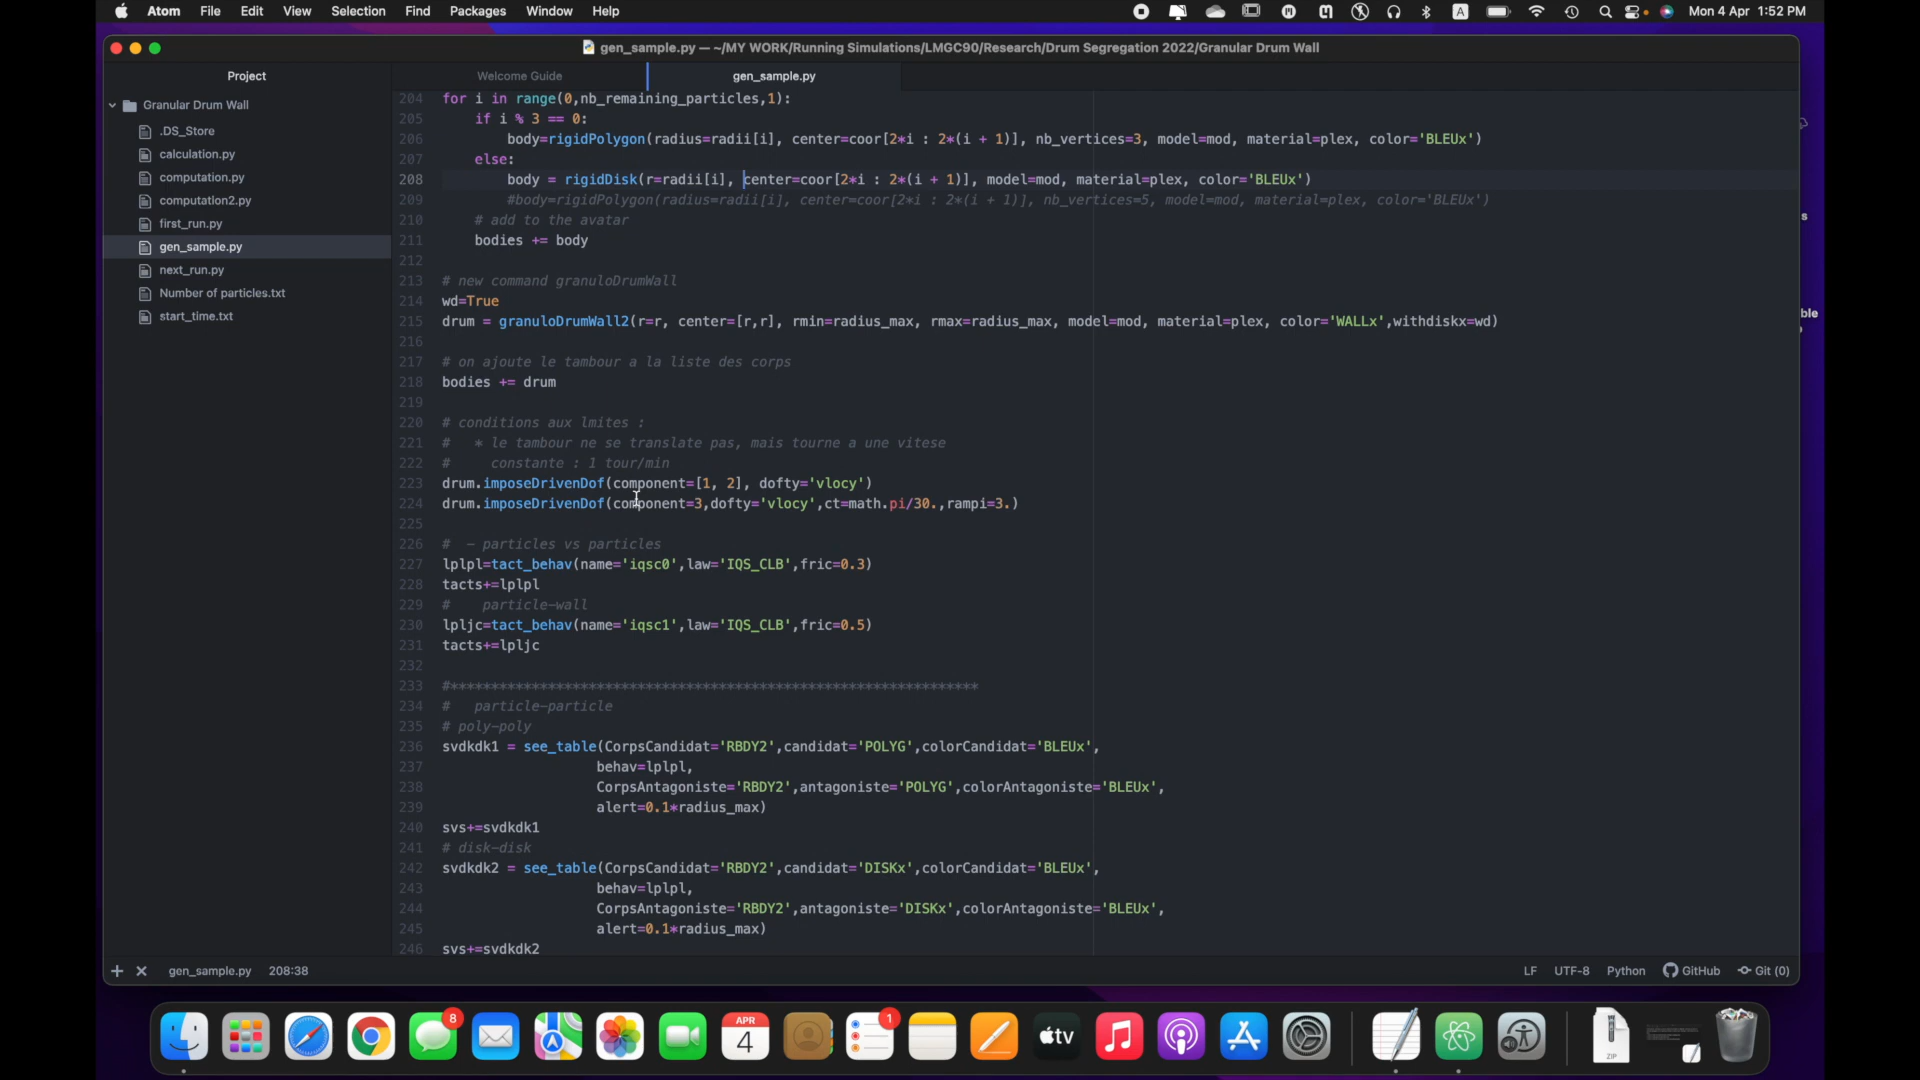 Atom File Edit View Selection Find Packages Window Help Mon 4 Apr 1:52 PM
gen_sample.py — ~/MY WORK/Running Simulations/LMGC90/Research/Drum Segregation 2022/Granular Drum Wall
Project
Welcome Guide
gen_sample.py
Granular Drum Wall
.DS_Store
calculation.py
computation.py
computation2.py
first_run.py
gen_sample.py
next_run.py
Number of particles.txt
start_time.txt
204 for i in range(0,nb_remaining_particles,1):
205 if i % 3 == 0:
206 body=rigidPolygon(radius=radii[i], center=coor[2*i : 2*(i + 1)], nb_vertices=3, model=mod, material=plex, color='BLEUx')
207 else:
208 body = rigidDisk(r=radii[i], center=coor[2*i : 2*(i + 1)], model=mod, material=plex, color='BLEUx')
209 #body=rigidPolygon(radius=radii[i], center=coor[2*i : 2*(i + 1)], nb_vertices=5, model=mod, material=plex, color='BLEUx')
210 # add to the avatar
211 bodies += body
212
213 # new command granuloDrumWall
214 wd=True
215 drum = granuloDrumWall2(r=r, center=[r,r], rmin=radius_max, rmax=radius_max, model=mod, material=plex, color='WALLx',withdiskx=wd)
216
217 # on ajoute le tambour a la liste des corps
218 bodies += drum
219
220 # conditions aux lmites :
221 # * le tambour ne se translate pas, mais tourne a une vitese
222 # constante : 1 tour/min
223 drum.imposeDrivenDof(component=[1, 2], dofty='vlocy')
224 drum.imposeDrivenDof(component=3,dofty='vlocy',ct=math.pi/30.,rampi=3.)
225
226 # - particles vs particles
227 lplpl=tact_behav(name='iqsc0',law='IQS_CLB',fric=0.3)
228 tacts+=lplpl
229 # particle-wall
230 lpljc=tact_behav(name='iqsc1',law='IQS_CLB',fric=0.5)
231 tacts+=lpljc
232
233 #*****************************************************************
234 # particle-particle
235 # poly-poly
236 svdkdk1 = see_table(CorpsCandidat='RBDY2',candidat='POLYG',colorCandidat='BLEUx',
237 behav=lplpl,
238 CorpsAntagoniste='RBDY2',antagoniste='POLYG',colorAntagoniste='BLEUx',
239 alert=0.1*radius_max)
240 svs+=svdkdk1
241 # disk-disk
242 svdkdk2 = see_table(CorpsCandidat='RBDY2',candidat='DISKx',colorCandidat='BLEUx',
243 behav=lplpl,
244 CorpsAntagoniste='RBDY2',antagoniste='DISKx',colorAntagoniste='BLEUx',
245 alert=0.1*radius_max)
246 svs+=svdkdk2
s
ble
gen_sample.py 208:38 LF UTF-8 Python GitHub Git (0)
8
APR
4
1
tv
ZIP